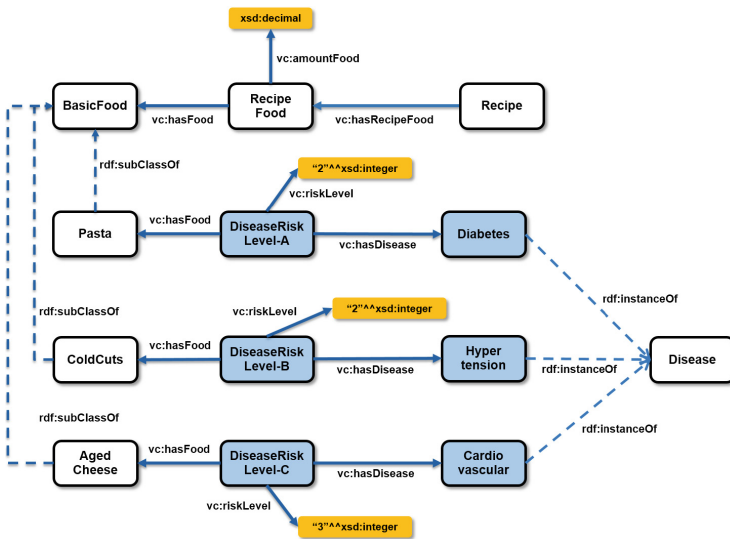 xsd:decimal
vc:amountFood
BasicFood
vc:hasFood
Recipe
Food
vc:hasRecipeFood
Recipe
rdf:subClassOf
“2”^^xsd:integer
vc:riskLevel
Pasta
vc:hasFood
DiseaseRisk
Level-A
vc:hasDisease
Diabetes
rdf:instanceOf
rdf:subClassOf
vc:riskLevel
“2”^^xsd:integer
ColdCuts
vc:hasFood
DiseaseRisk
Level-B
vc:hasDisease
Hyper
tension
rdf:instanceOf
Disease
rdf:subClassOf
rdf:instanceOf
Aged
Cheese
vc:hasFood
DiseaseRisk
Level-C
vc:hasDisease
Cardio
vascular
vc:riskLevel
“3”^^xsd:integer